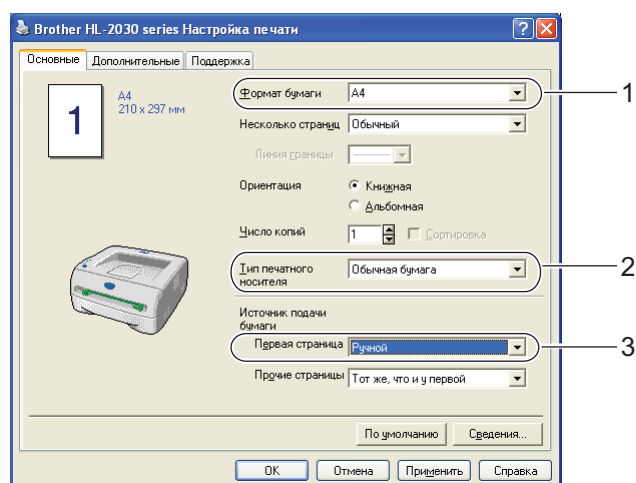 Brother HL-2030 series Настройка печати
Основные Дополнительные Поддержка
1
A4
210 x 297 мм
Формат бумаги A4
1
Несколько страниц Обычный
Линия границы
Ориентация Книжная
Альбомная
Число копий 1 Сортировка
Тип печатного носителя Обычная бумага
2
Источник подачи бумаги
Первая страница Ручной
3
Прочие страницы Тот же, что и у первой
По умолчанию Сведения...
OK Отмена Применить Справка